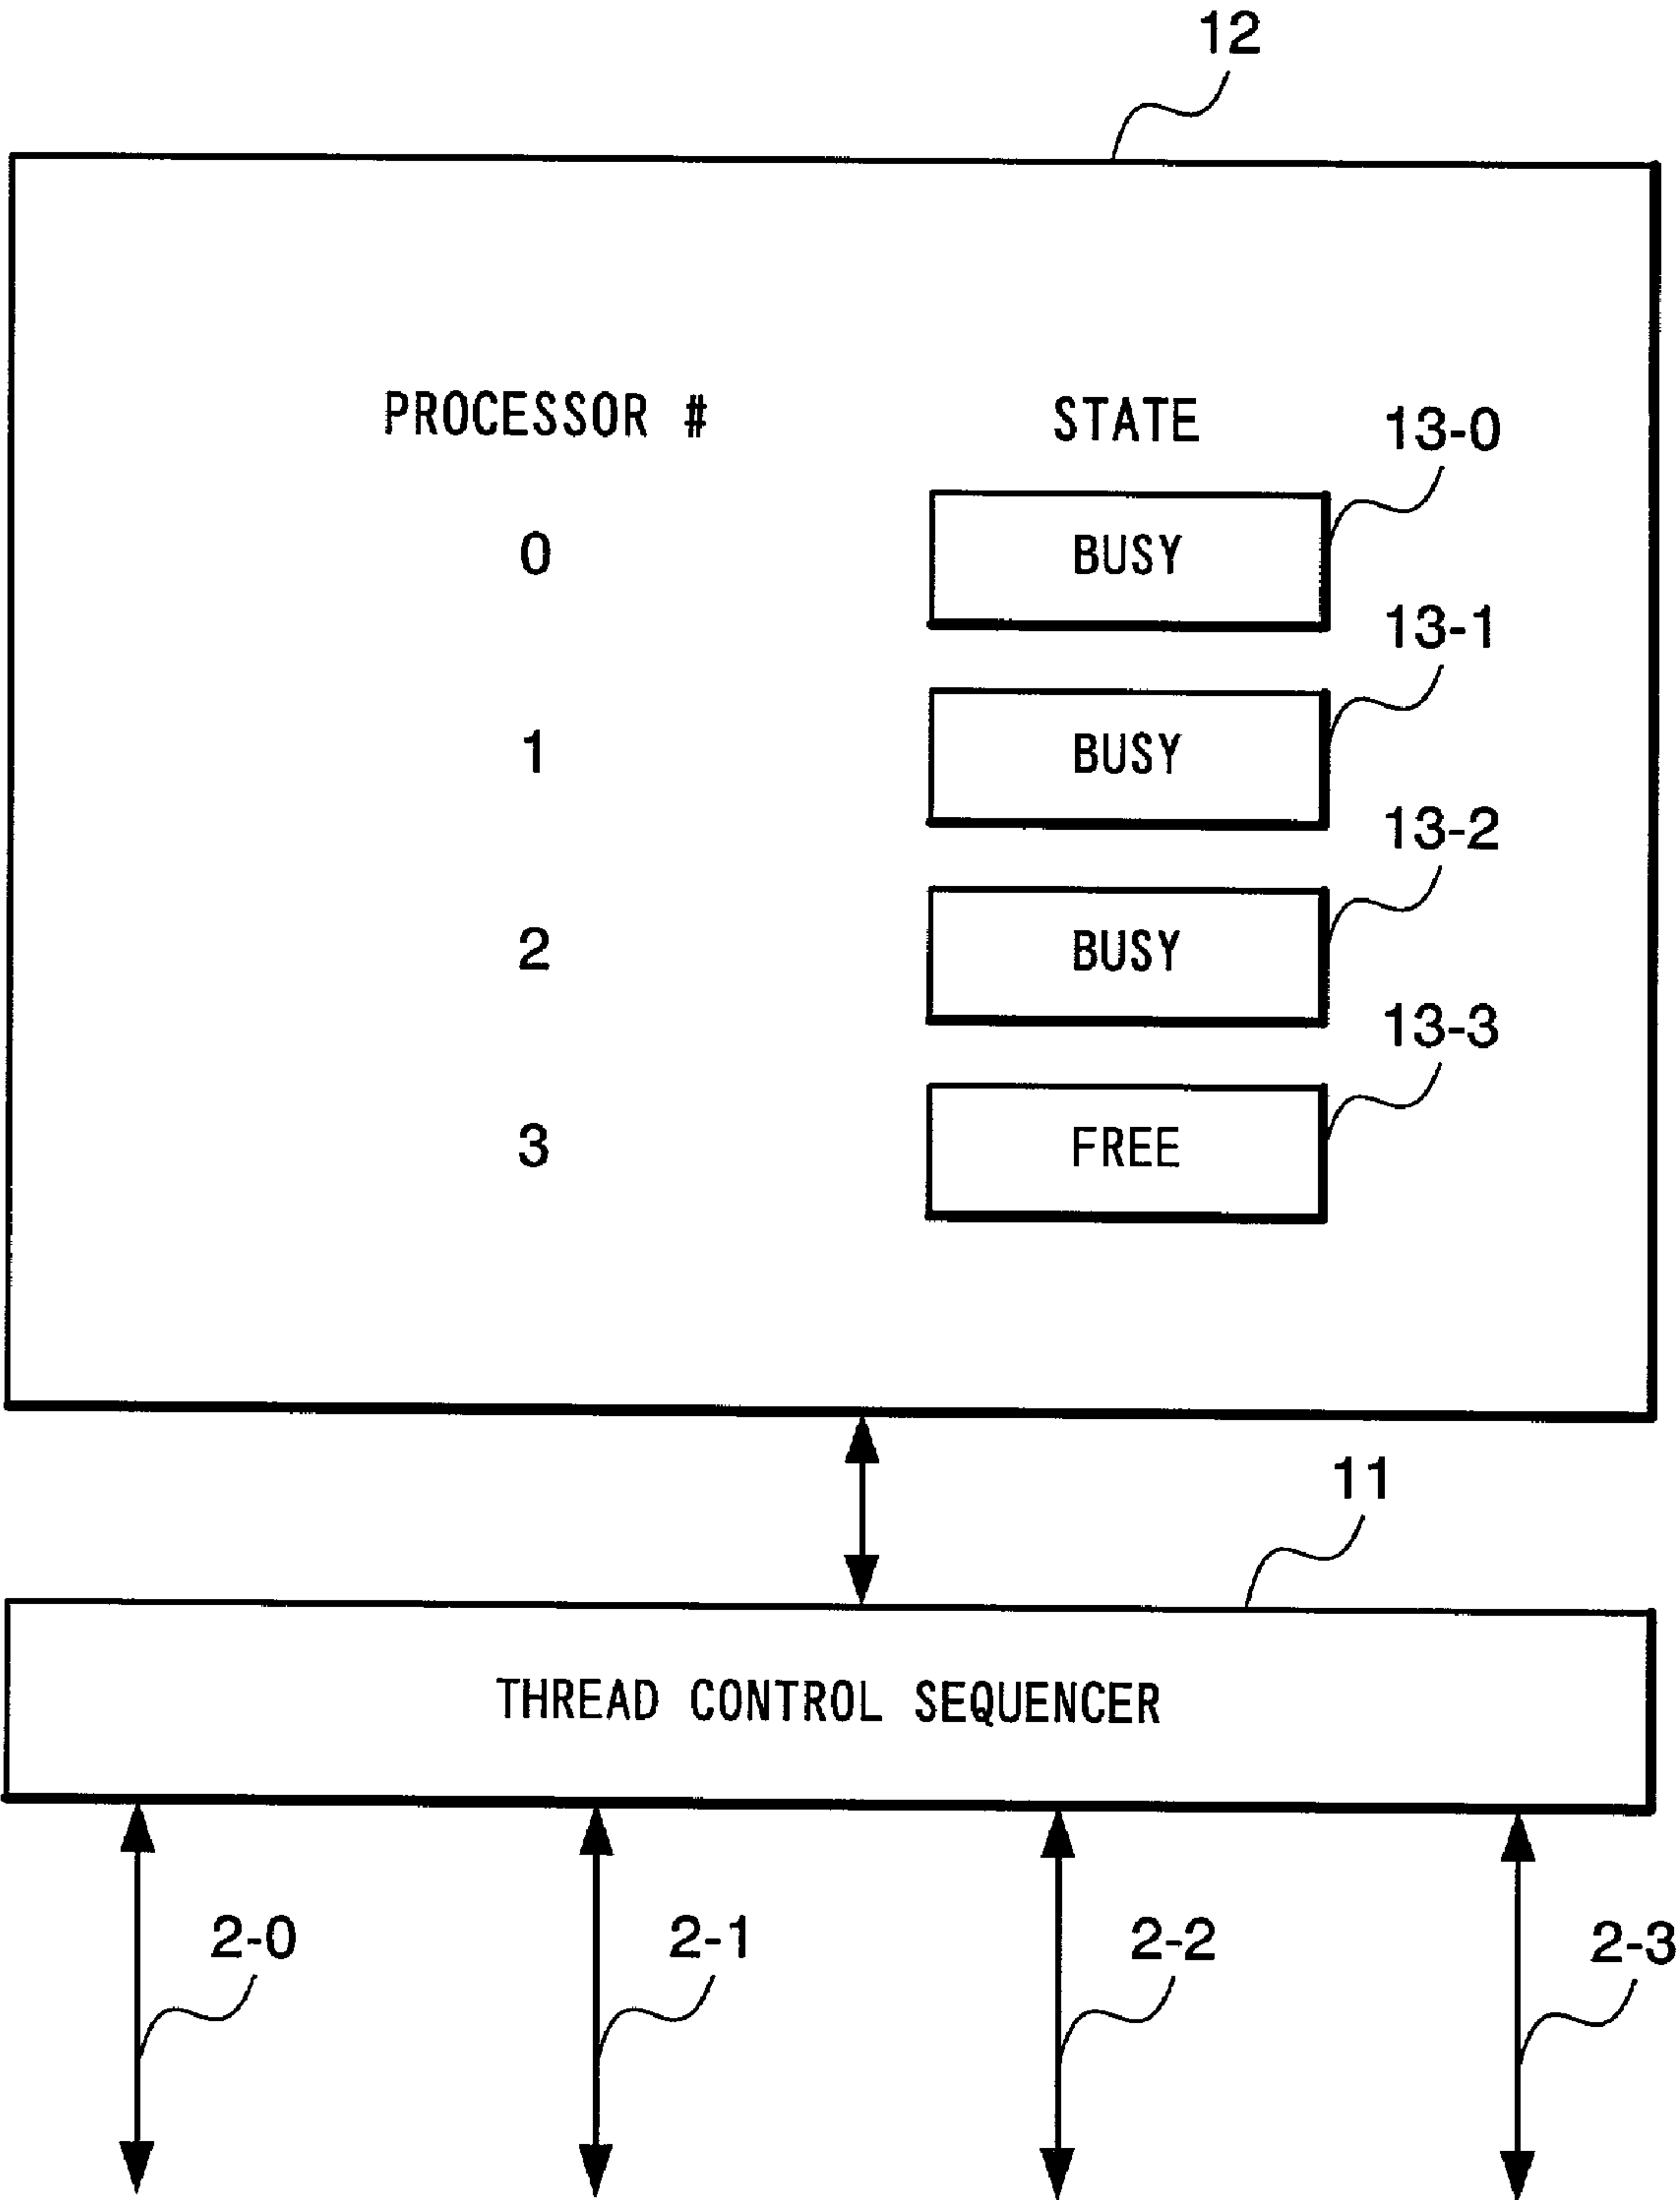 12
PROCESSOR # STATE 13-0
0 BUSY
13-1
1 BUSY
13-2
2 BUSY
13-3
3 FREE
11
THREAD CONTROL SEQUENCER
2-0 2-1 2-2 2-3